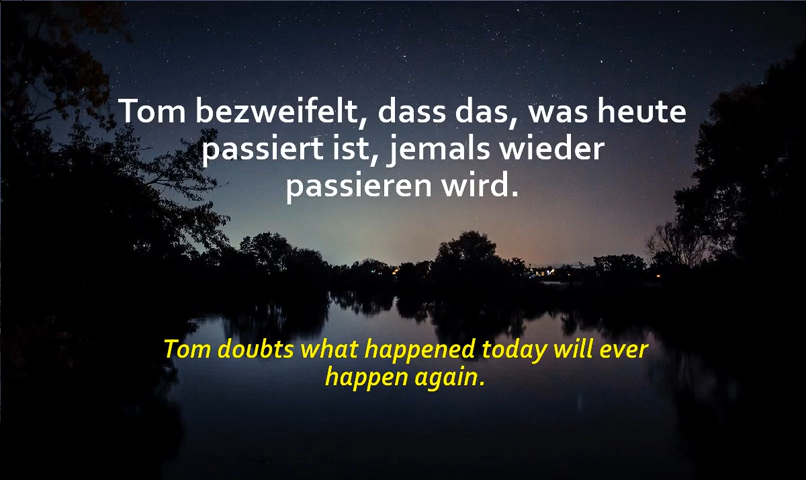 Tom bezweifelt, dass das, was heute
passiert ist, jemals wieder
passieren wird.
Tom doubts what happened today will ever
happen again.